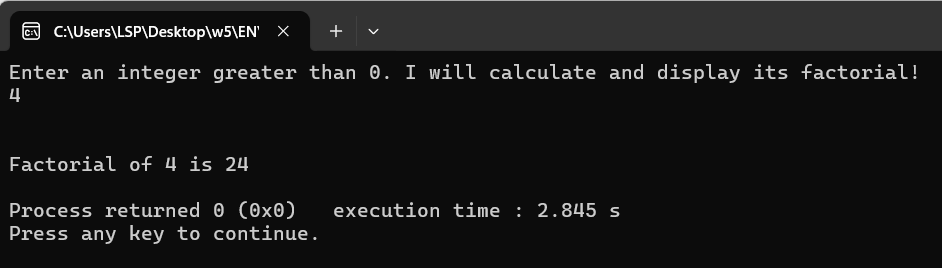 C:\Users\LSP\Desktop\w5\EN'
Enter an integer greater than 0. I will calculate and display its factorial!
4
Factorial of 4 is 24
Process returned 0 (0x0)   execution time : 2.845 s
Press any key to continue.